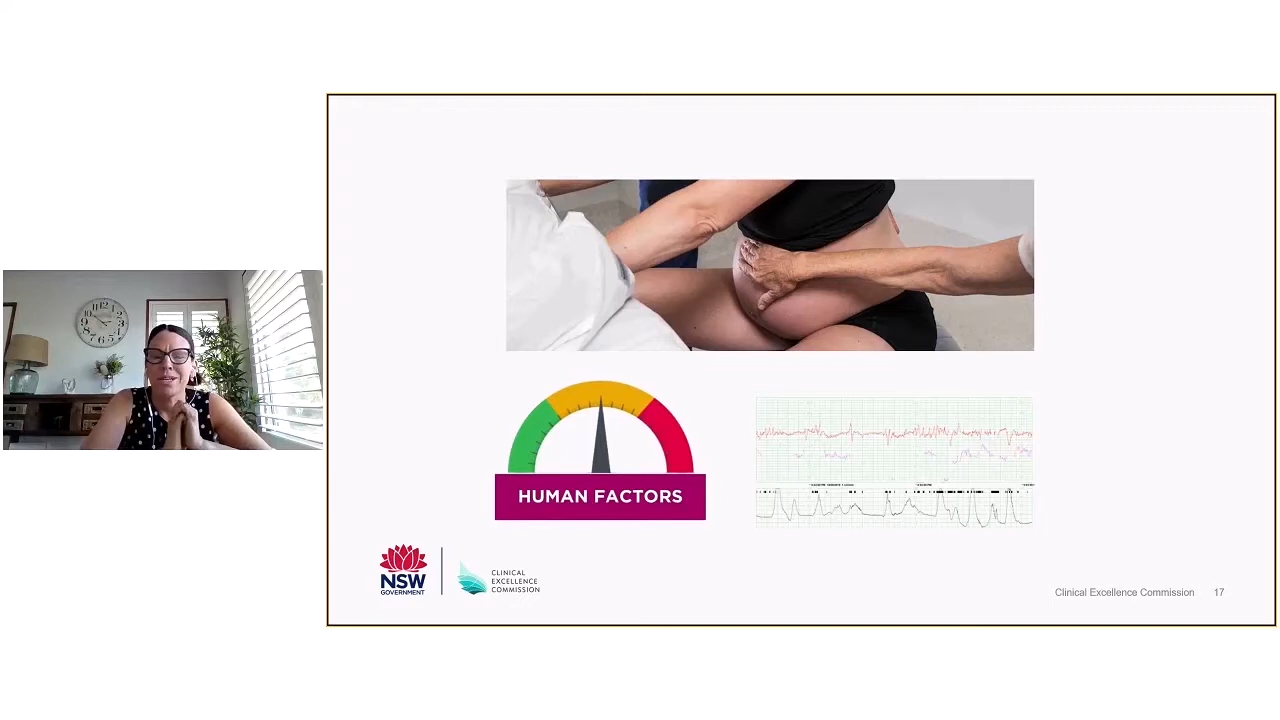 HUMAN FACTORS
NSW
GOVERNMENT
CLINICAL
EXCELLENCE
COMMISSION
Clinical Excellence Commission 17